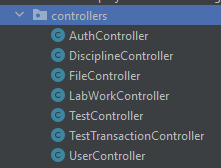 controllers
AuthController
DisciplineController
FileController
LabWorkController
TestController
TestTransactionController
UserController